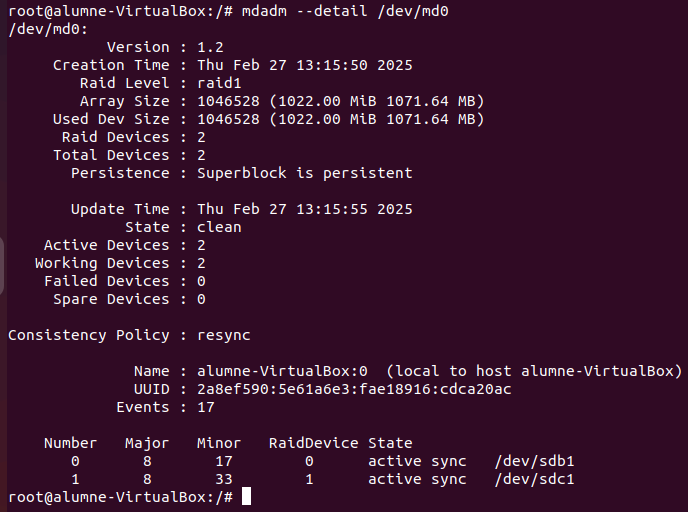 root@alumne-VirtualBox:/# mdadm --detail /dev/md0
/dev/md0:
           Version : 1.2
     Creation Time : Thu Feb 27 13:15:50 2025
        Raid Level : raid1
        Array Size : 1046528 (1022.00 MiB 1071.64 MB)
     Used Dev Size : 1046528 (1022.00 MiB 1071.64 MB)
      Raid Devices : 2
     Total Devices : 2
       Persistence : Superblock is persistent

       Update Time : Thu Feb 27 13:15:55 2025
             State : clean
    Active Devices : 2
   Working Devices : 2
    Failed Devices : 0
     Spare Devices : 0

Consistency Policy : resync

              Name : alumne-VirtualBox:0  (local to host alumne-VirtualBox)
              UUID : 2a8ef590:5e61a6e3:fae18916:cdca20ac
            Events : 17

    Number   Major   Minor   RaidDevice State
       0       8       17        0      active sync   /dev/sdb1
       1       8       33        1      active sync   /dev/sdc1
root@alumne-VirtualBox:/#